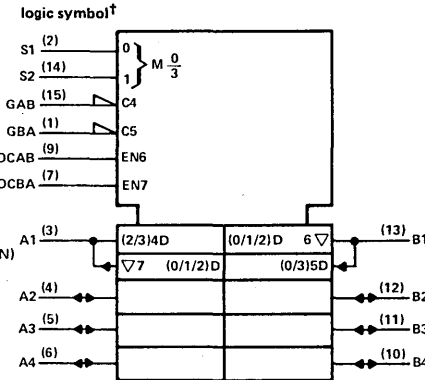 logic symbol†
S1 (2) 0
M 0/3
S2 (14) 1
GAB (15) C4
GBA (1) C5
OCAB (9) EN6
OCBA (7) EN7
A1 (3) (2/3)4D (0/1/2)D 6 ▽ (13) B1
N) ▽ 7 (0/1/2)D (0/3)5D
A2 (4) (12) B2
A3 (5) (11) B3
A4 (6) (10) B4